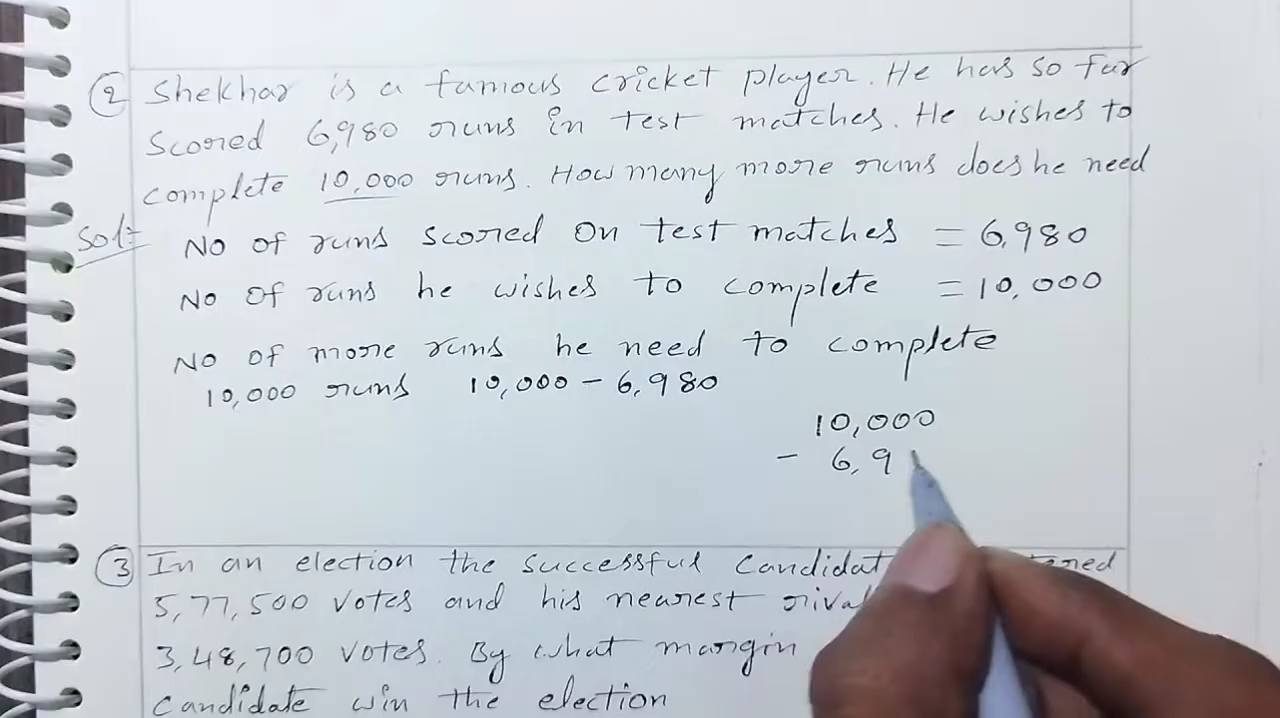 ② Shekhar is a famous cricket player. He has so far
scored 6,980 runs in test matches. He wishes to
complete 10,000 runs. How many more runs does he need
Sol:- No of runs scored on test matches = 6,980
No of runs he wishes to complete = 10,000
No of more runs he need to complete
10,000 runs 10,000 - 6,980
10,000
- 6,9
③ In an election the successful candidat
5,77,500 votes and his nearest rival
3,48,700 votes. By what margin
candidate win the election